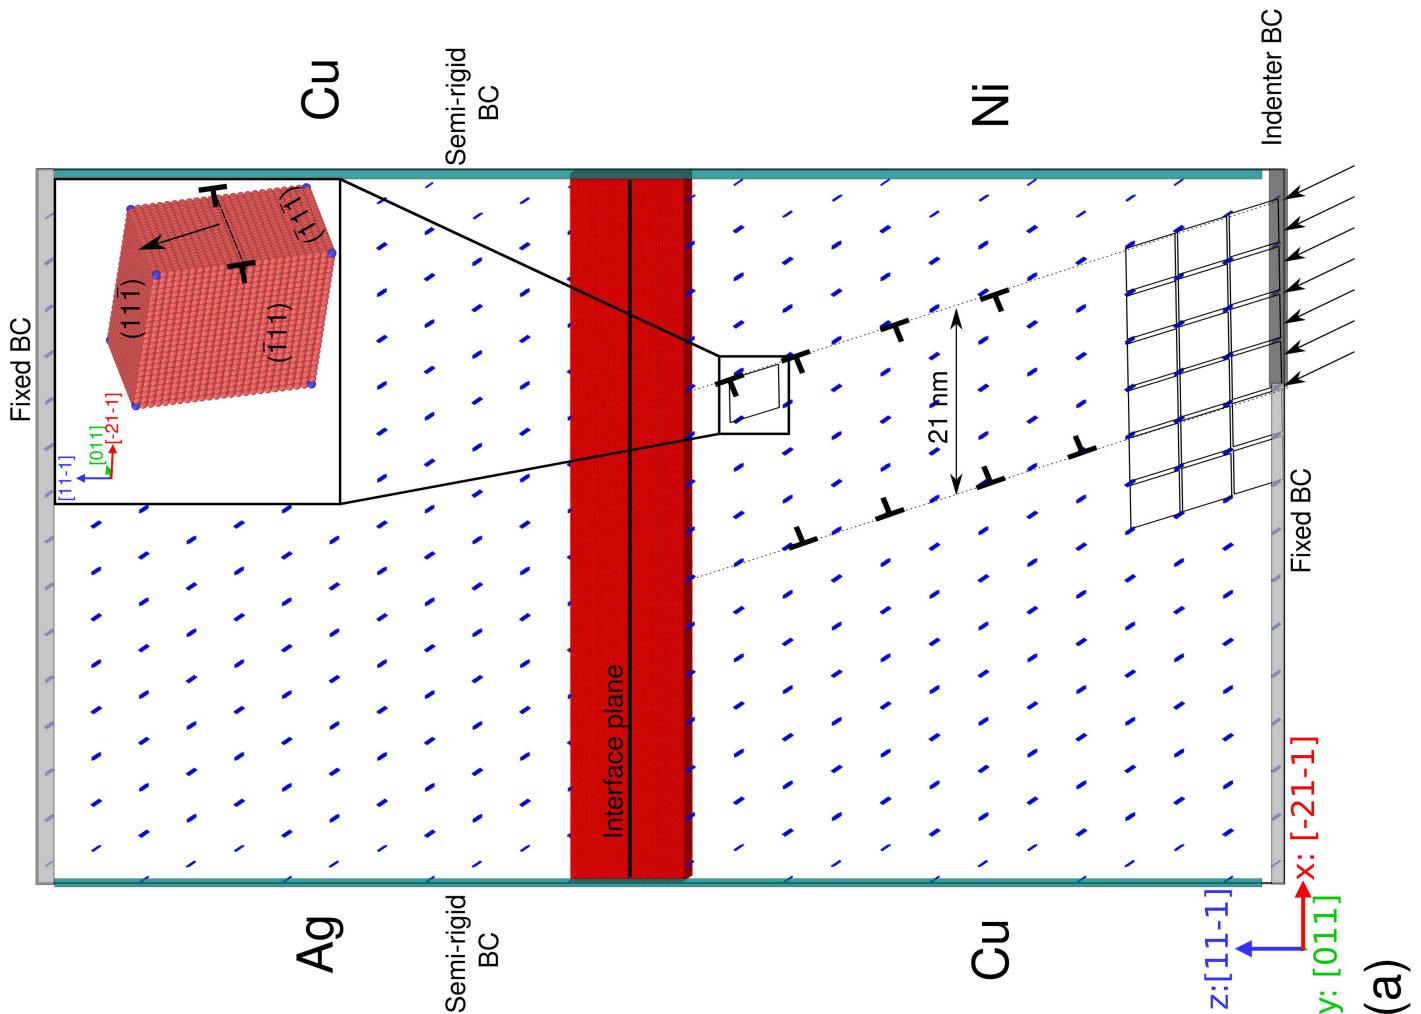 Fixed BC
Cu
Semi-rigid
BC
(11̄1)
(1̄11)
(111̄)
[11-1]
[011]
[-21-1]
Interface plane
Ag
Semi-rigid
BC
Ni
21 nm
Cu
Indenter BC
Fixed BC
z:[11-1]
x: [-21-1]
y: [011]
(a)